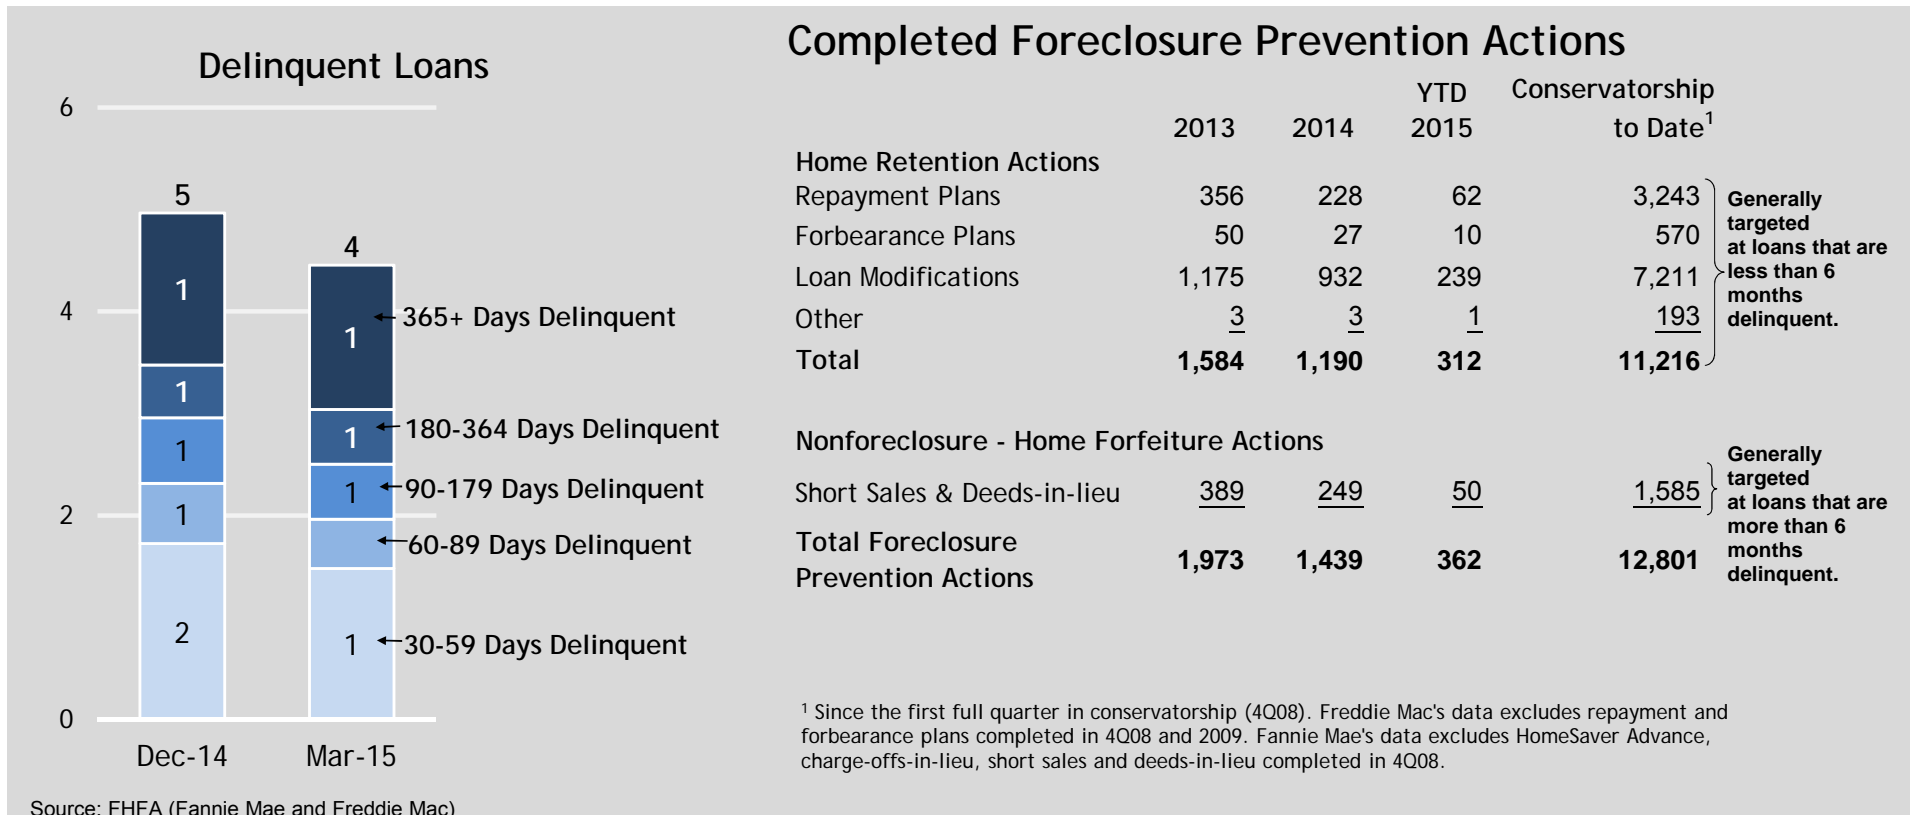 Delinquent Loans
6
4
2
0
5
1
1
1
1
2
4
1
1
1
1
365+ Days Delinquent
180-364 Days Delinquent
90-179 Days Delinquent
60-89 Days Delinquent
30-59 Days Delinquent
Dec-14
Mar-15
Source: FHFA (Fannie Mae and Freddie Mac)
Completed Foreclosure Prevention Actions
YTD Conservatorship
2013 2014 2015 to Date¹
Home Retention Actions
Repayment Plans 356 228 62 3,243
Forbearance Plans 50 27 10 570
Loan Modifications 1,175 932 239 7,211
Other 3 3 1 193
Total 1,584 1,190 312 11,216
Generally
targeted
at loans that are
less than 6
months
delinquent.
Nonforeclosure - Home Forfeiture Actions
Short Sales & Deeds-in-lieu 389 249 50 1,585
Total Foreclosure
Prevention Actions 1,973 1,439 362 12,801
Generally
targeted
at loans that are
more than 6
months
delinquent.
¹ Since the first full quarter in conservatorship (4Q08). Freddie Mac's data excludes repayment and
forbearance plans completed in 4Q08 and 2009. Fannie Mae's data excludes HomeSaver Advance,
charge-offs-in-lieu, short sales and deeds-in-lieu completed in 4Q08.